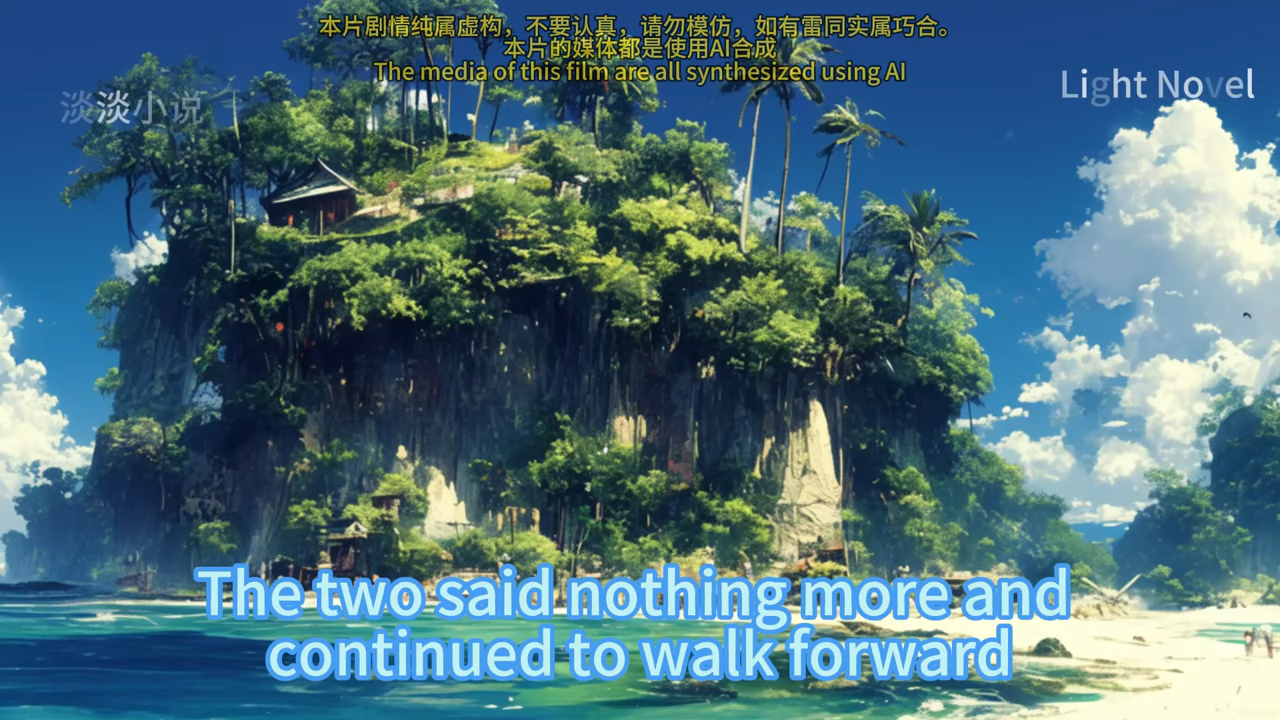 本片剧情纯属虚构，不要认真，请勿模仿，如有雷同实属巧合。
本片的媒体都是使用AI合成
The media of this film are all synthesized using AI
淡淡小说
Light Novel
The two said nothing more and
continued to walk forward